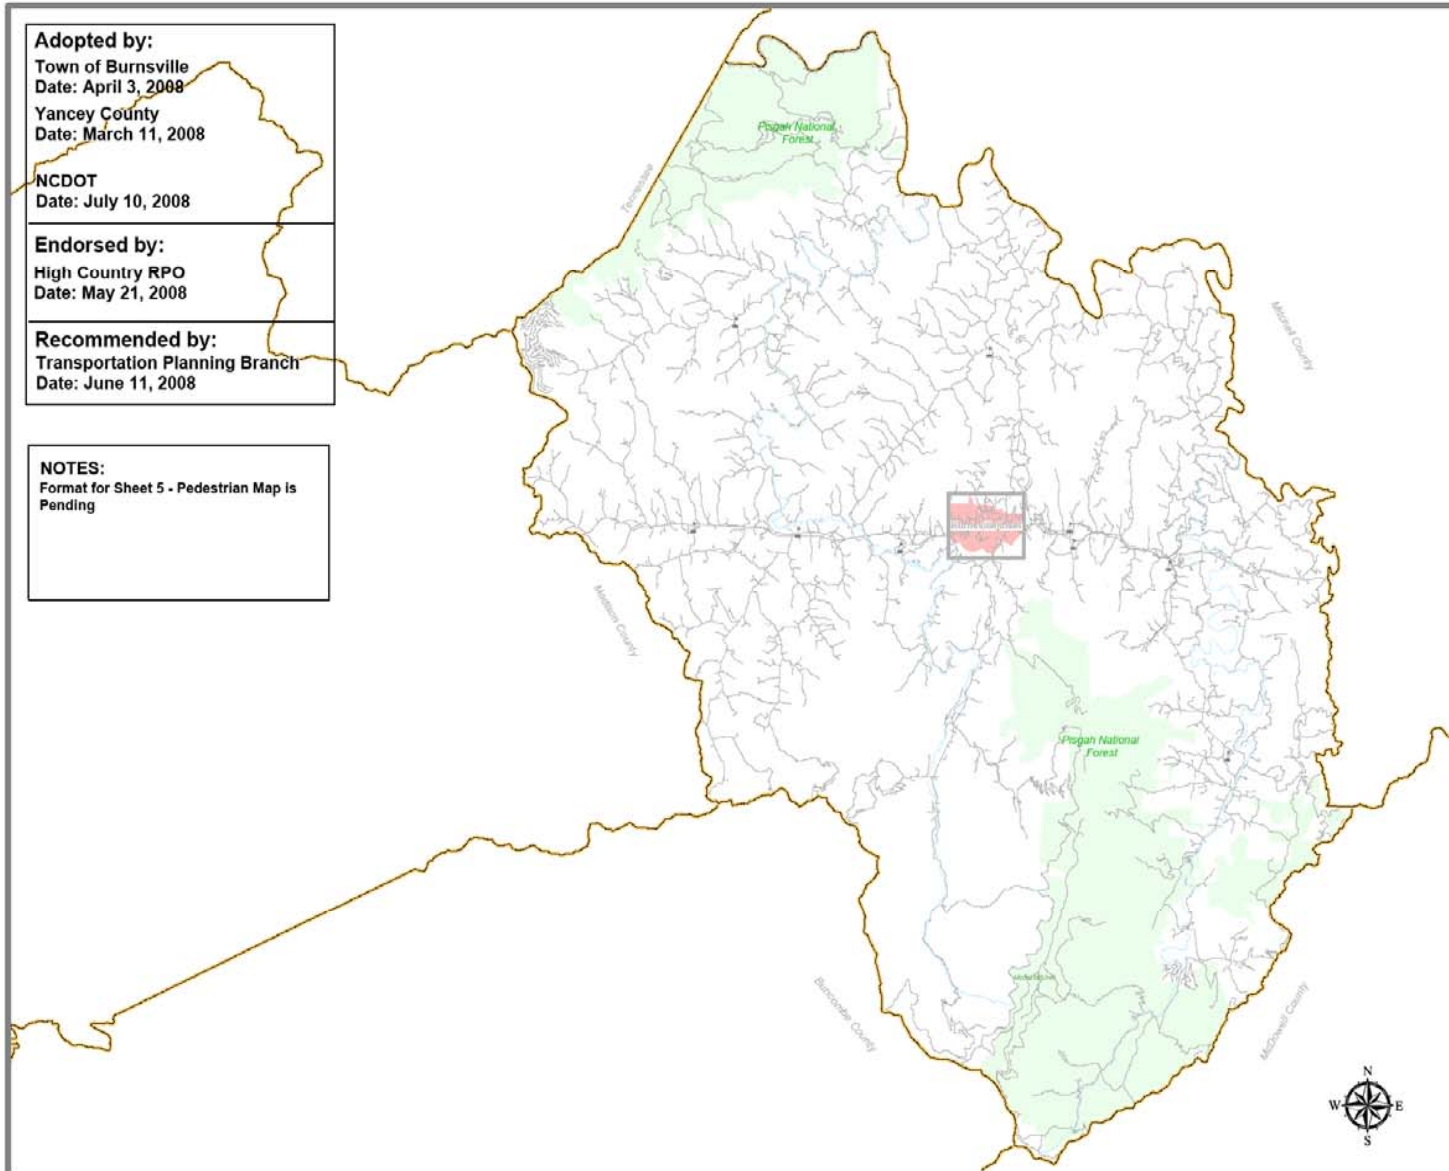 Adopted by:
Town of Burnsville
Date: April 3, 2008
Yancey County
Date: March 11, 2008
NCDOT
Date: July 10, 2008
Endorsed by:
High Country RPO
Date: May 21, 2008
Recommended by:
Transportation Planning Branch
Date: June 11, 2008
NOTES:
Format for Sheet 5 - Pedestrian Map is
Pending
Pisgah National
Forest
Tennessee
Mitchell County
Madison County
Pisgah National
Forest
Buncombe County
McDowell County
N
W
E
S